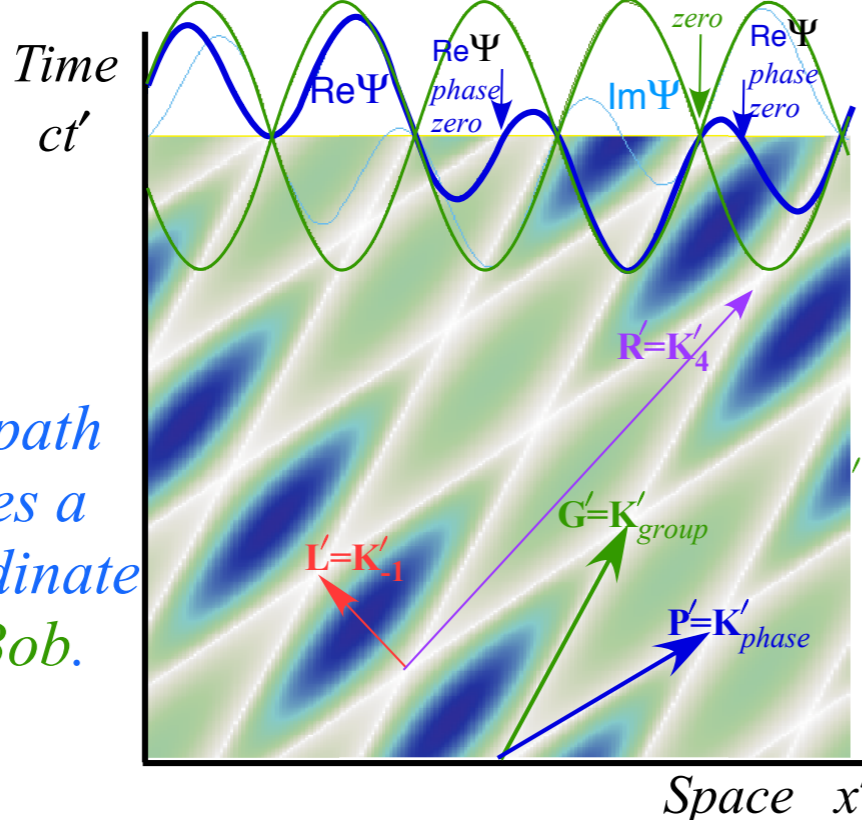 Time
ct′
ReΨ
ReΨ
phase
zero
ImΨ
zero
ReΨ
phase
zero
R′=K′4
path
es a
dinate
Bob.
G′=K′group
L′=K′-1
P′=K′phase
Space x′